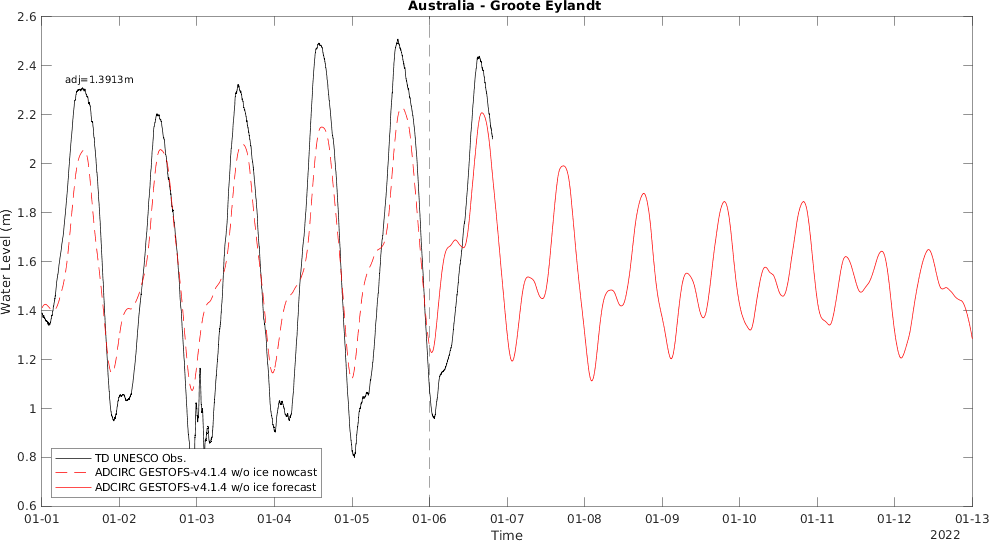 Australia - Groote Eylandt
adj=1.3913m
Water Level (m)
2.6
2.4
2.2
2
1.8
1.6
1.4
1.2
1
0.8
0.6
TD UNESCO Obs.
ADCIRC GESTOFS-v4.1.4 w/o ice nowcast
ADCIRC GESTOFS-v4.1.4 w/o ice forecast
01-01 01-02 01-03 01-04 01-05 01-06 01-07 01-08 01-09 01-10 01-11 01-12 01-13
Time
2022